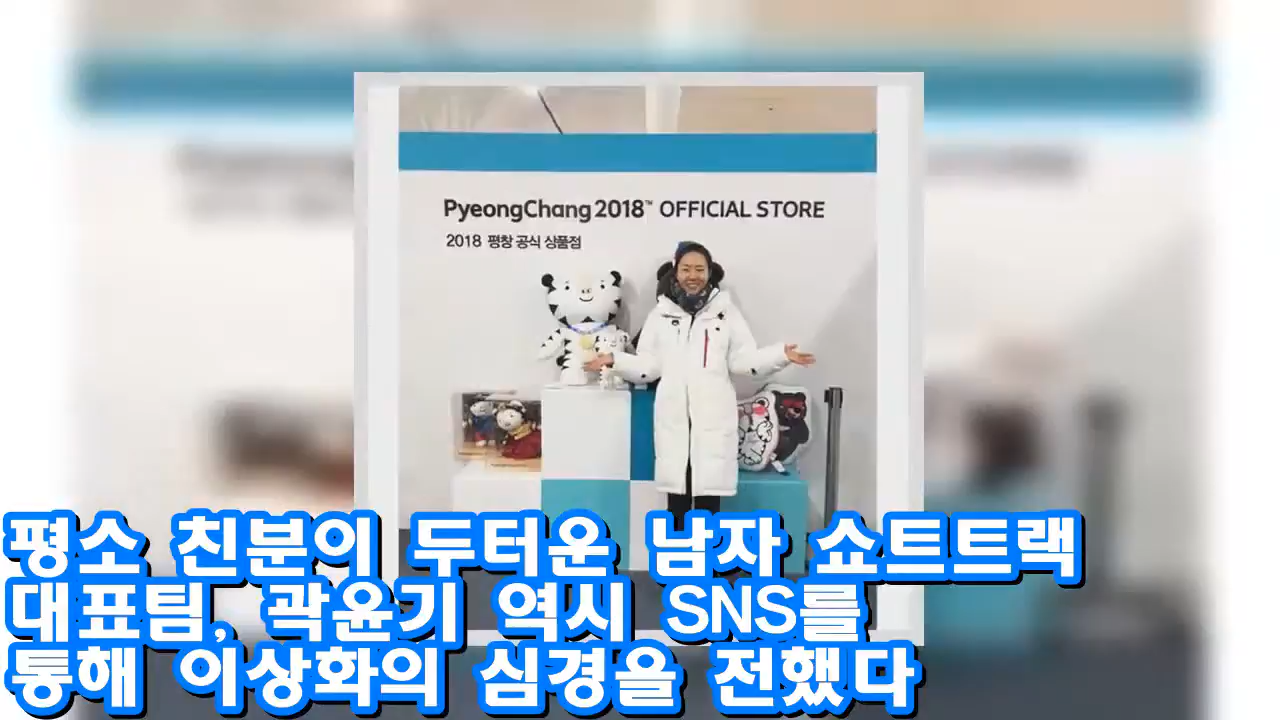 PyeongChang 2018™ OFFICIAL STORE
2018 평창 공식 상품점
평소 친분이 두터운 남자 쇼트트랙
대표팀, 곽윤기 역시 SNS를
통해 이상화의 심경을 전했다